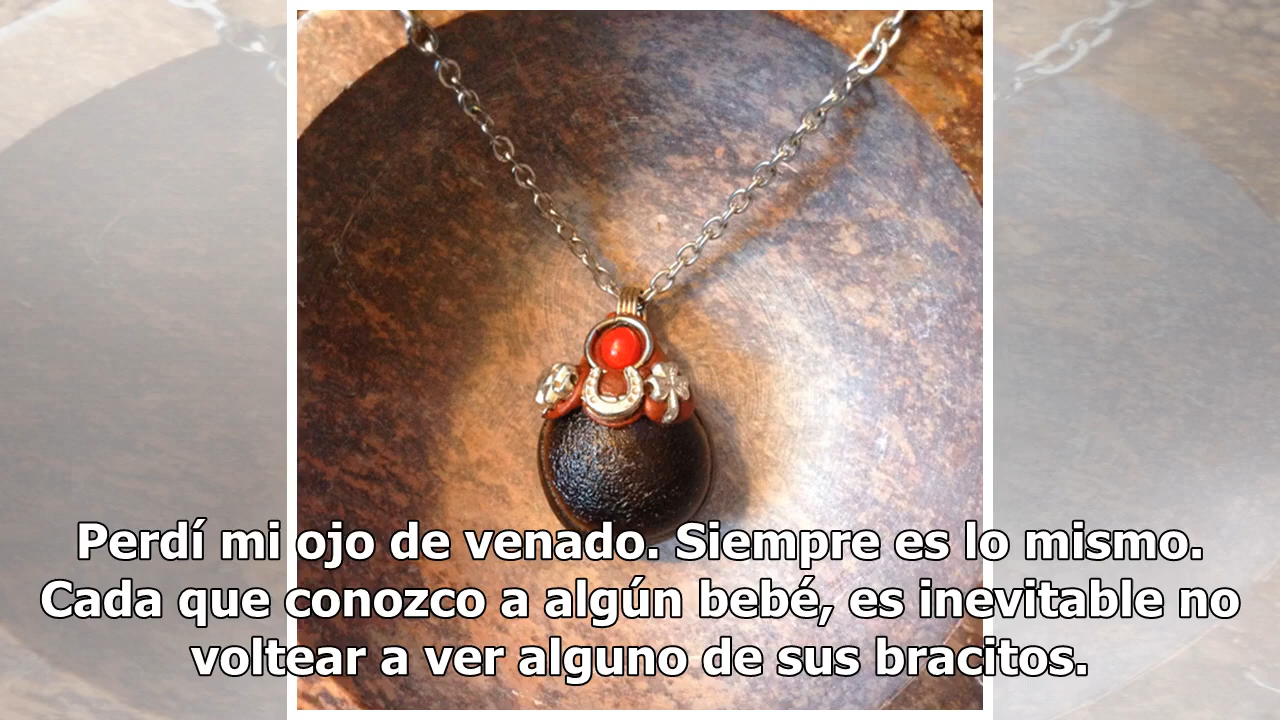 Perdí mi ojo de venado. Siempre es lo mismo.
Cada que conozco a algún bebé, es inevitable no
voltear a ver alguno de sus bracitos.